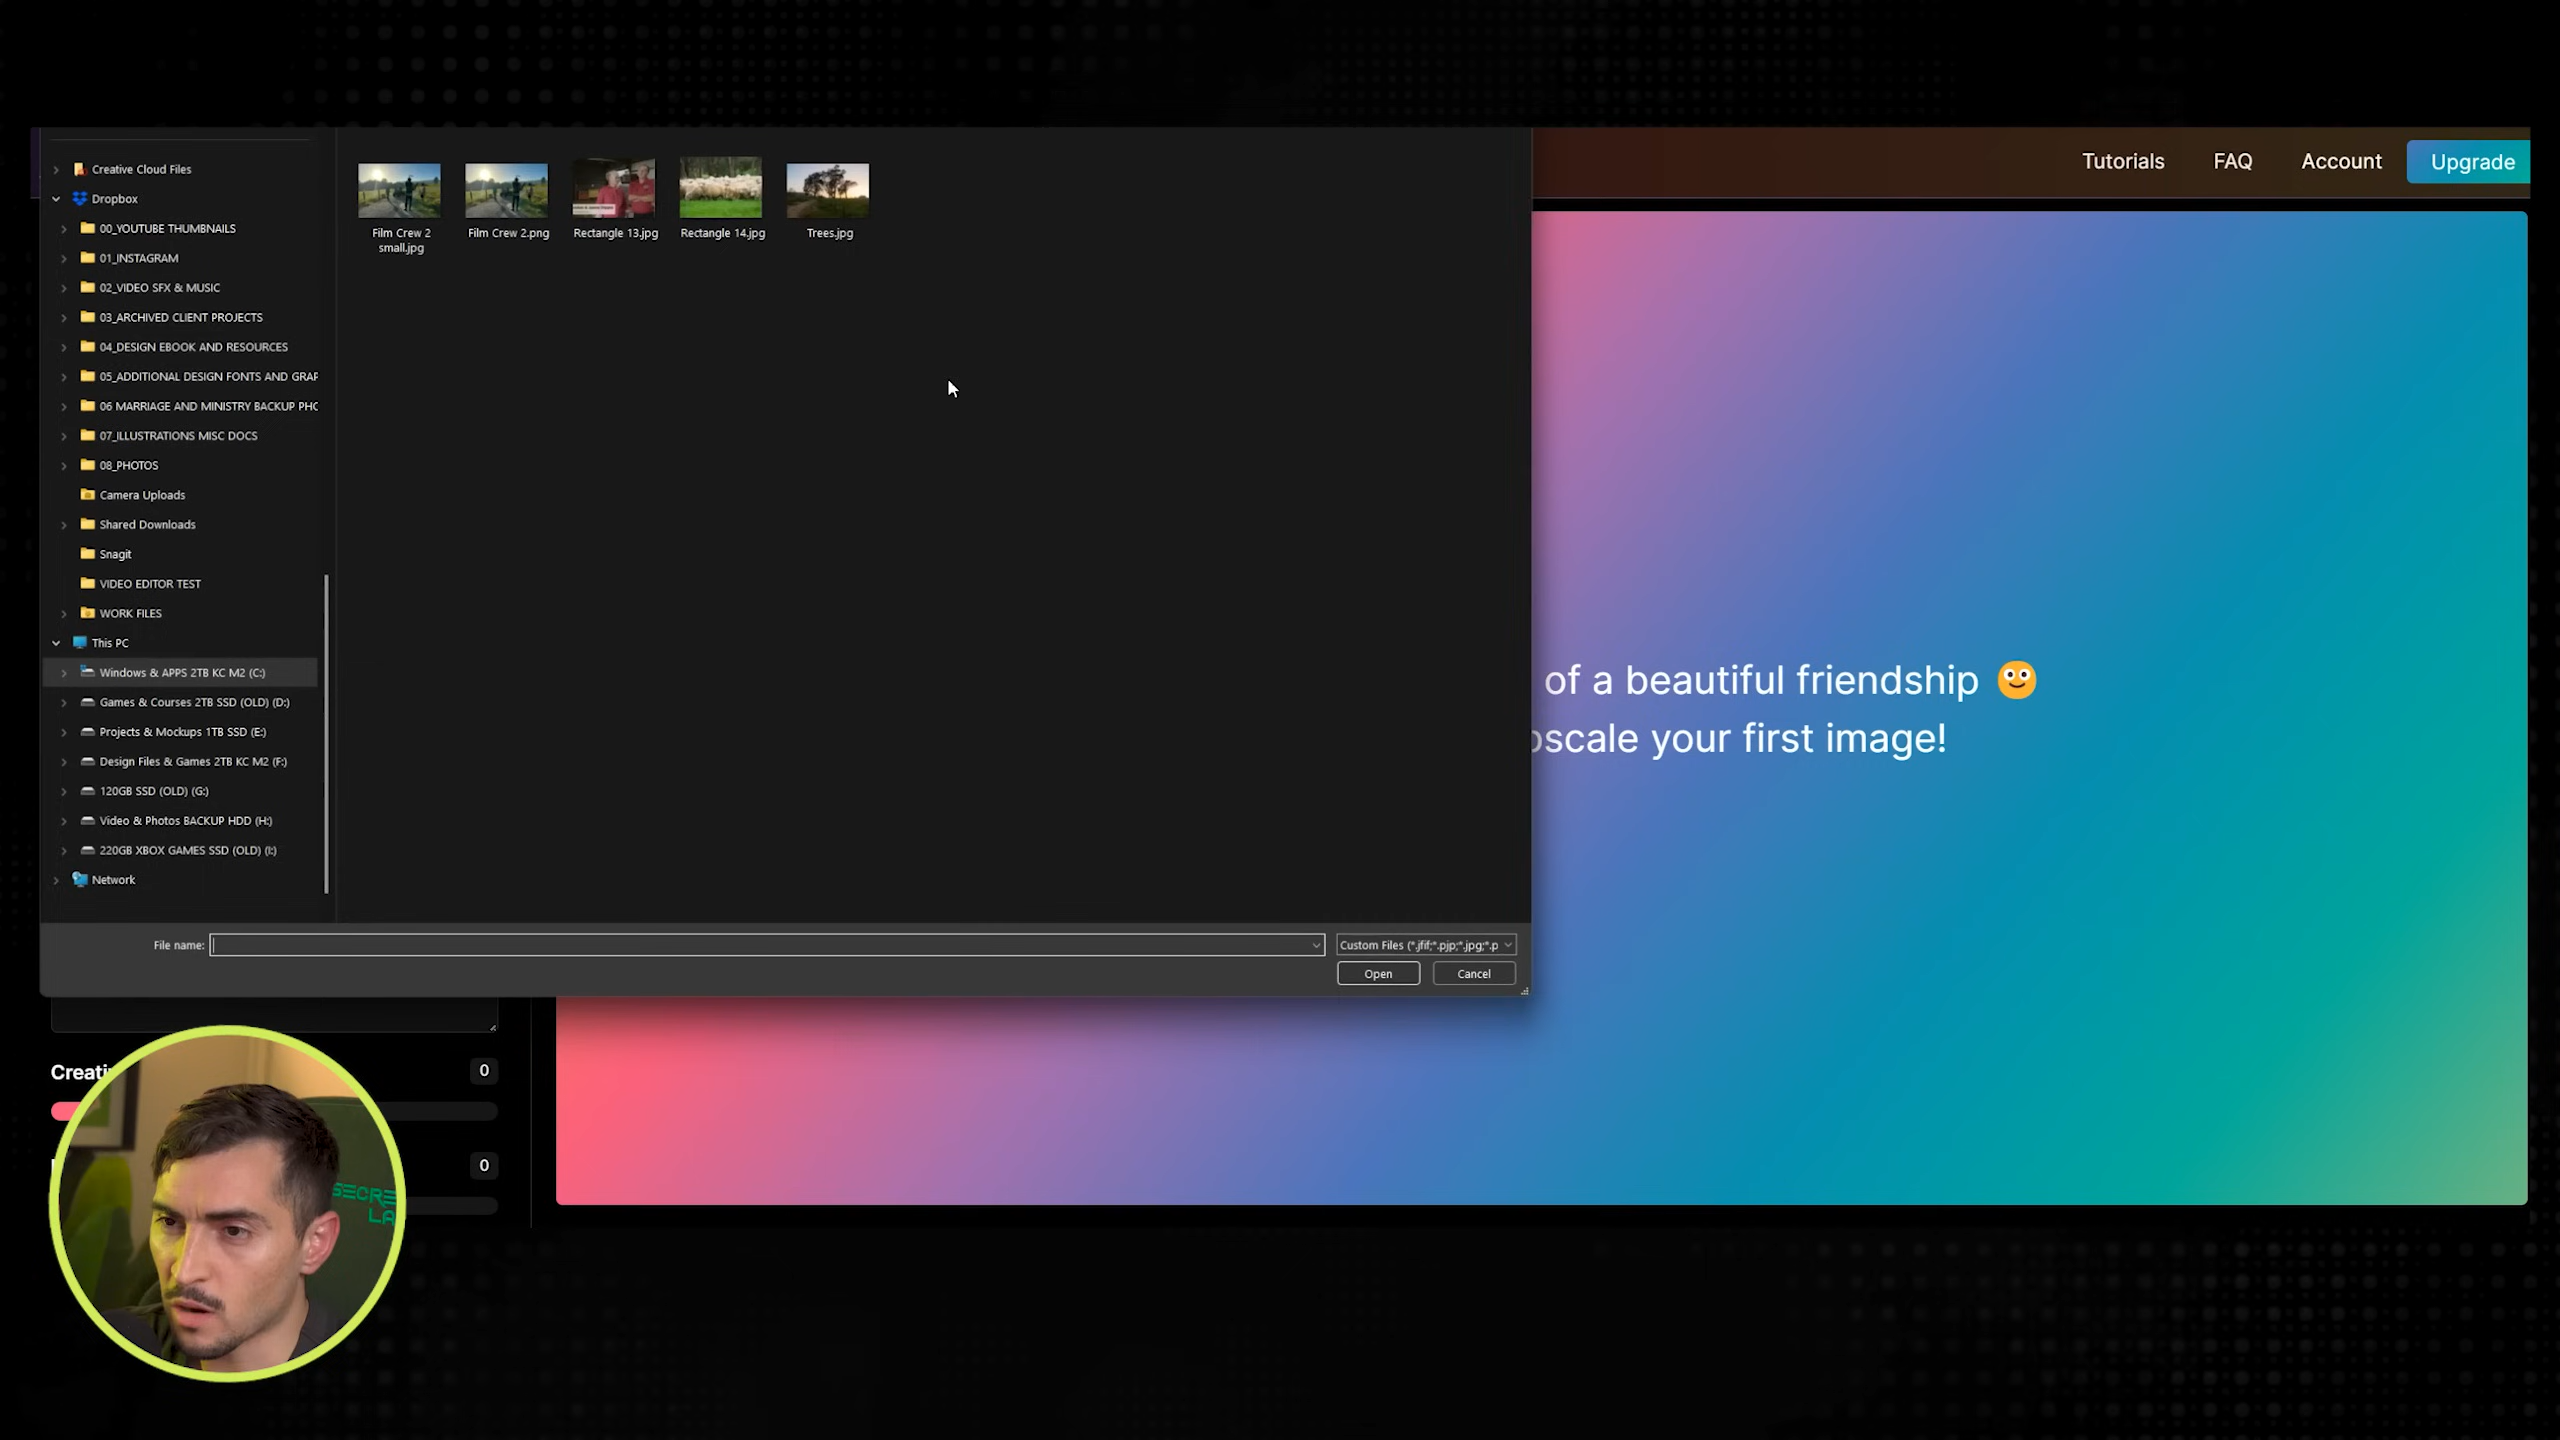 Tutorials
FAQ
Account
Upgrade
Creative Cloud Files
Dropbox
00_YOUTUBE THUMBNAILS
01_INSTAGRAM
02_VIDEO SFX & MUSIC
03_ARCHIVED CLIENT PROJECTS
04_DESIGN EBOOK AND RESOURCES
05_ADDITIONAL DESIGN FONTS AND GRAP
06 MARRIAGE AND MINISTRY BACKUP PHO
07_ILLUSTRATIONS MISC DOCS
08_PHOTOS
Camera Uploads
Shared Downloads
Snagit
VIDEO EDITOR TEST
WORK FILES
This PC
Windows & APPS 2TB KC M2 (C:)
Games & Courses 2TB SSD (OLD) (D:)
Projects & Mockups 1TB SSD (E:)
Design Files & Games 2TB KC M2 (F:)
120GB SSD (OLD) (G:)
Video & Photos BACKUP HDD (H:)
220GB XBOX GAMES SSD (OLD) (I:)
Network
Film Crew 2
small.jpg
Film Crew 2.png
Rectangle 13.jpg
Rectangle 14.jpg
Trees.jpg
of a beautiful friendship
pscale your first image!
File name:
Custom Files (*.jfif;*.pjp;*.jpg;*.p
Open
Cancel
Creati
0
0
SECRE
LA